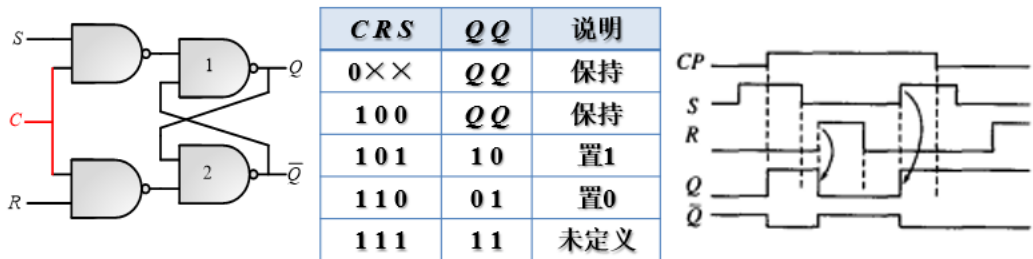 S
C
R
1
2
Q
Q̅
C R S Q Q 说明
0×× Q Q 保持
1 0 0 Q Q 保持
1 0 1 1 0 置1
1 1 0 0 1 置0
1 1 1 1 1 未定义
CP
S
R
Q
Q̅